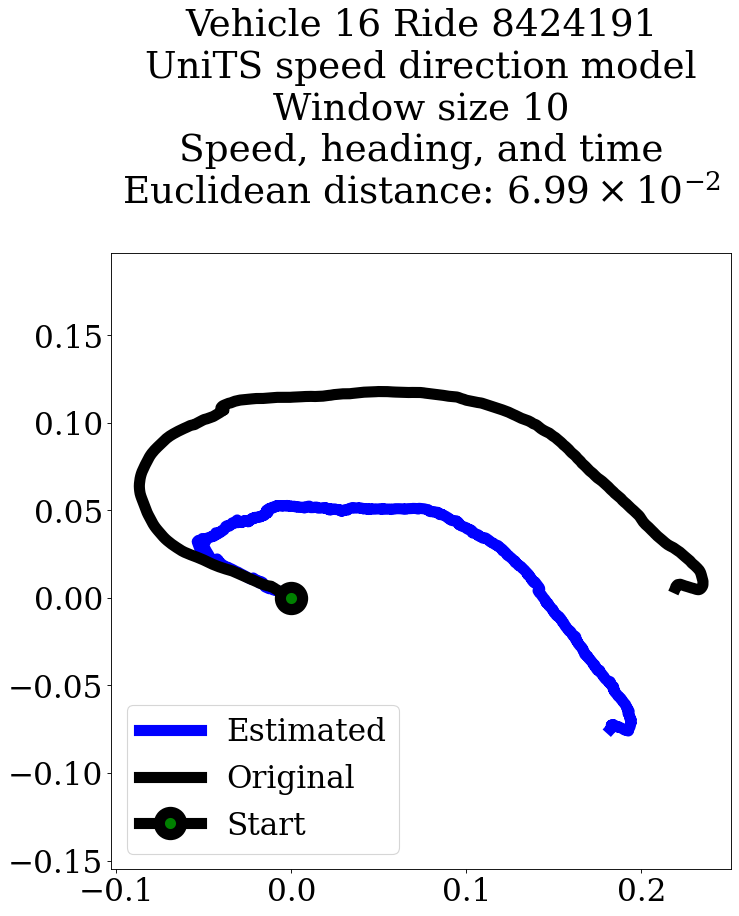 Vehicle 16 Ride 8424191
UniTS speed direction model
Window size 10
Speed, heading, and time
Euclidean distance: 6.99 × 10⁻²
0.15
0.10
0.05
0.00
−0.05
−0.10
−0.15
−0.1 0.0 0.1 0.2
Estimated
Original
Start